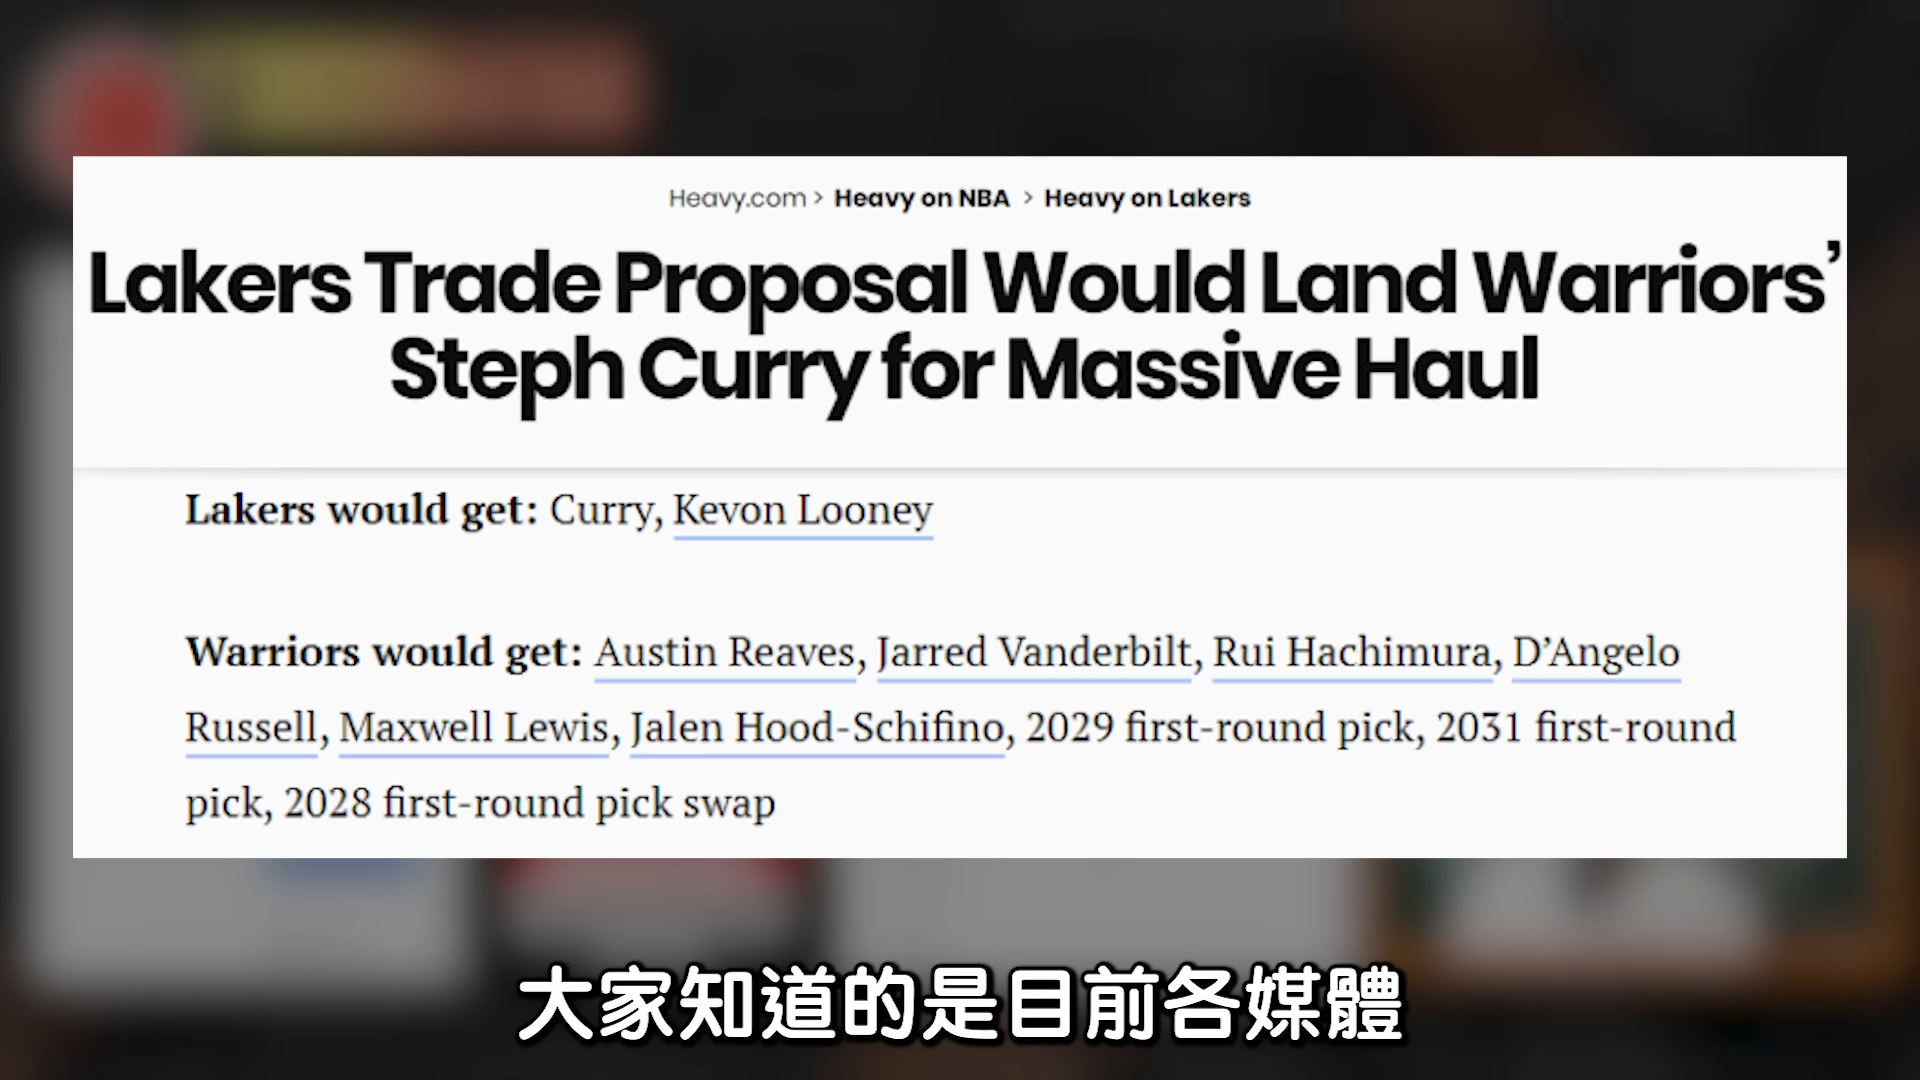 Heavy.com > Heavy on NBA > Heavy on Lakers
Lakers Trade Proposal Would Land Warriors’
Steph Curry for Massive Haul
Lakers would get: Curry, Kevon Looney
Warriors would get: Austin Reaves, Jarred Vanderbilt, Rui Hachimura, D’Angelo
Russell, Maxwell Lewis, Jalen Hood-Schifino, 2029 first-round pick, 2031 first-round
pick, 2028 first-round pick swap
大家知道的是目前各媒體